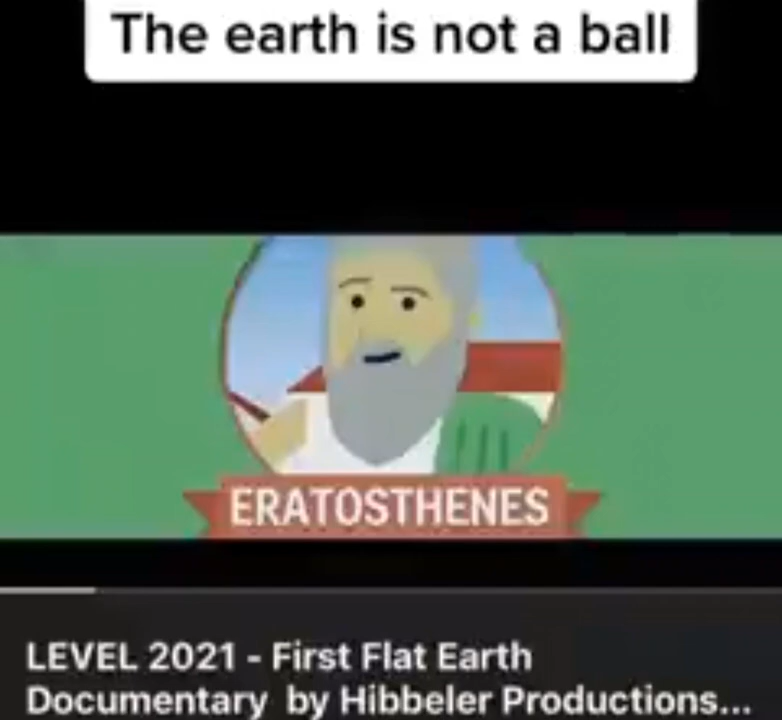 The earth is not a ball
ERATOSTHENES
LEVEL 2021 - First Flat Earth
Documentary by Hibbeler Productions...